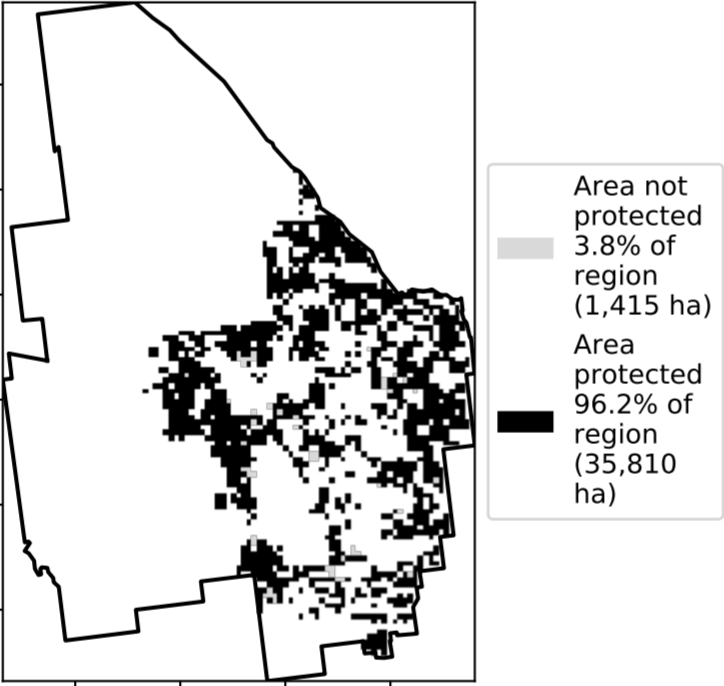 Area not
protected
3.8% of
region
(1,415 ha)
Area
protected
96.2% of
region
(35,810
ha)